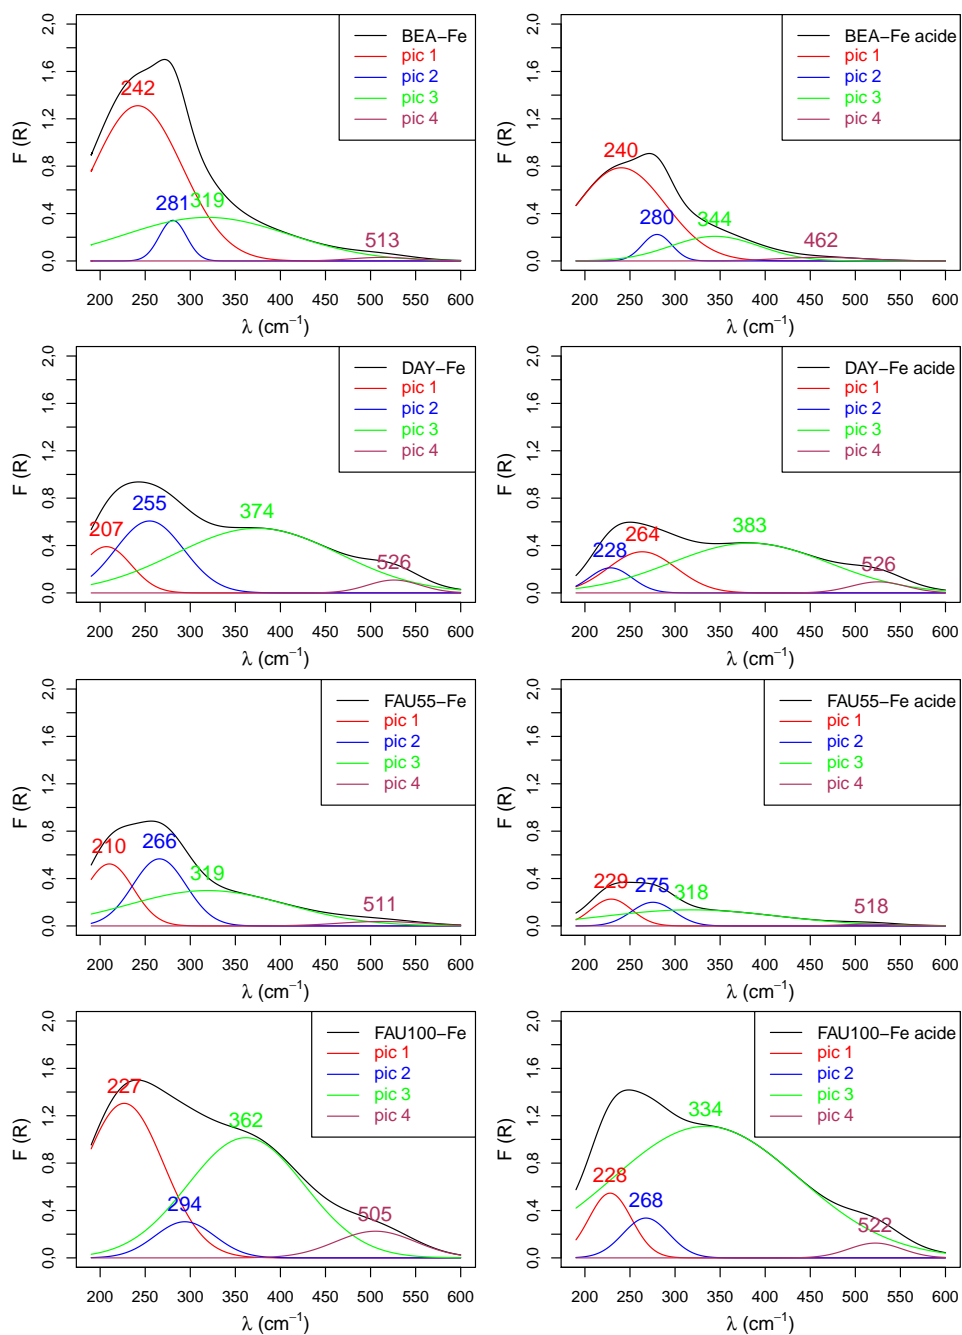 BEA−Fe
pic 1
pic 2
pic 3
pic 4
242
281
319
513
F (R)
0,0 0,4 0,8 1,2 1,6 2,0
200 250 300 350 400 450 500 550 600
λ (cm⁻¹)
BEA−Fe acide
pic 1
pic 2
pic 3
pic 4
240
280
344
462
F (R)
0,0 0,4 0,8 1,2 1,6 2,0
200 250 300 350 400 450 500 550 600
λ (cm⁻¹)
DAY−Fe
pic 1
pic 2
pic 3
pic 4
207
255
374
526
F (R)
0,0 0,4 0,8 1,2 1,6 2,0
200 250 300 350 400 450 500 550 600
λ (cm⁻¹)
DAY−Fe acide
pic 1
pic 2
pic 3
pic 4
228
264
383
526
F (R)
0,0 0,4 0,8 1,2 1,6 2,0
200 250 300 350 400 450 500 550 600
λ (cm⁻¹)
FAU55−Fe
pic 1
pic 2
pic 3
pic 4
210
266
319
511
F (R)
0,0 0,4 0,8 1,2 1,6 2,0
200 250 300 350 400 450 500 550 600
λ (cm⁻¹)
FAU55−Fe acide
pic 1
pic 2
pic 3
pic 4
229
275
318
518
F (R)
0,0 0,4 0,8 1,2 1,6 2,0
200 250 300 350 400 450 500 550 600
λ (cm⁻¹)
FAU100−Fe
pic 1
pic 2
pic 3
pic 4
227
294
362
505
F (R)
0,0 0,4 0,8 1,2 1,6 2,0
200 250 300 350 400 450 500 550 600
λ (cm⁻¹)
FAU100−Fe acide
pic 1
pic 2
pic 3
pic 4
228
268
334
522
F (R)
0,0 0,4 0,8 1,2 1,6 2,0
200 250 300 350 400 450 500 550 600
λ (cm⁻¹)